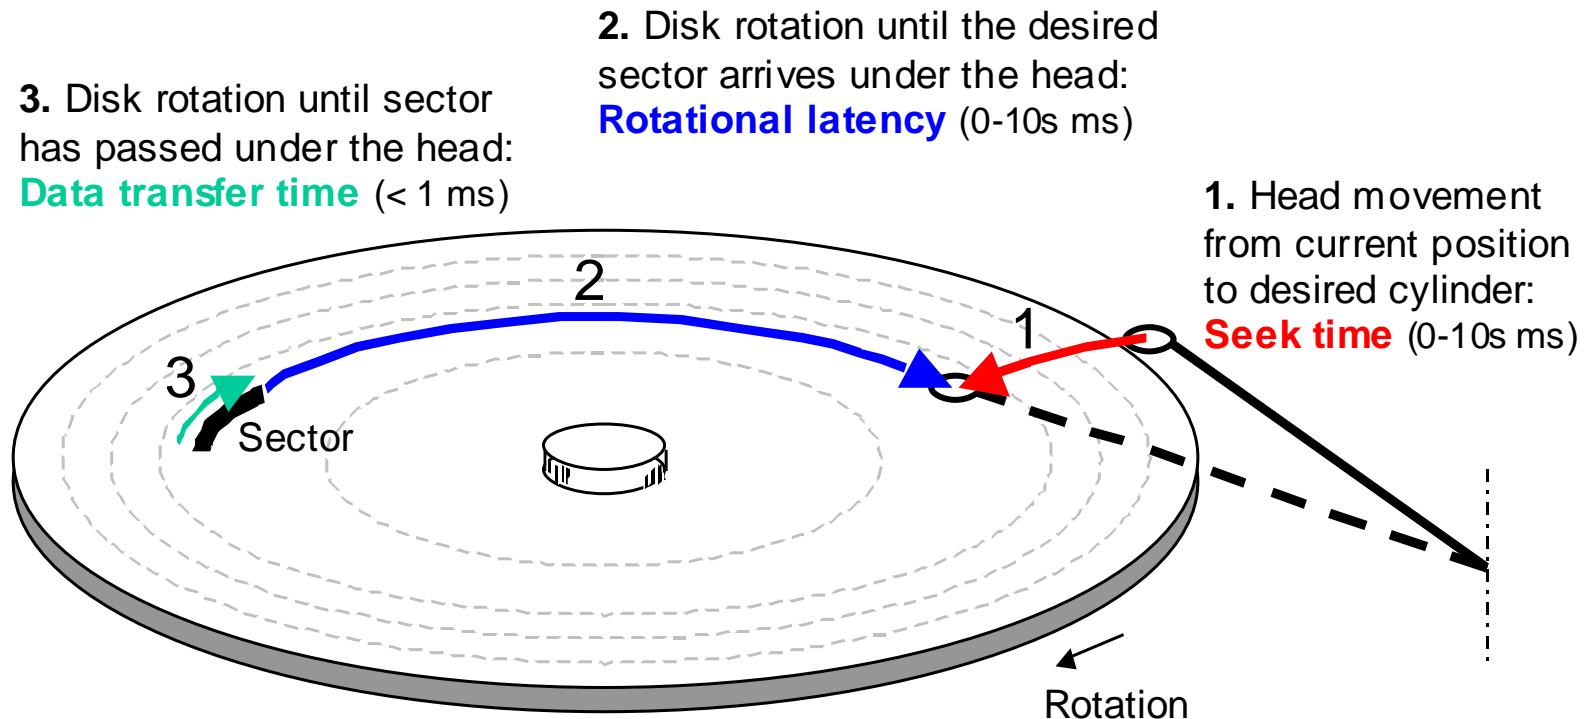 2. Disk rotation until the desired
sector arrives under the head:
Rotational latency (0-10s ms)
3. Disk rotation until sector
has passed under the head:
Data transfer time (< 1 ms)
1. Head movement
from current position
to desired cylinder:
Seek time (0-10s ms)
2
1
3
Sector
Rotation